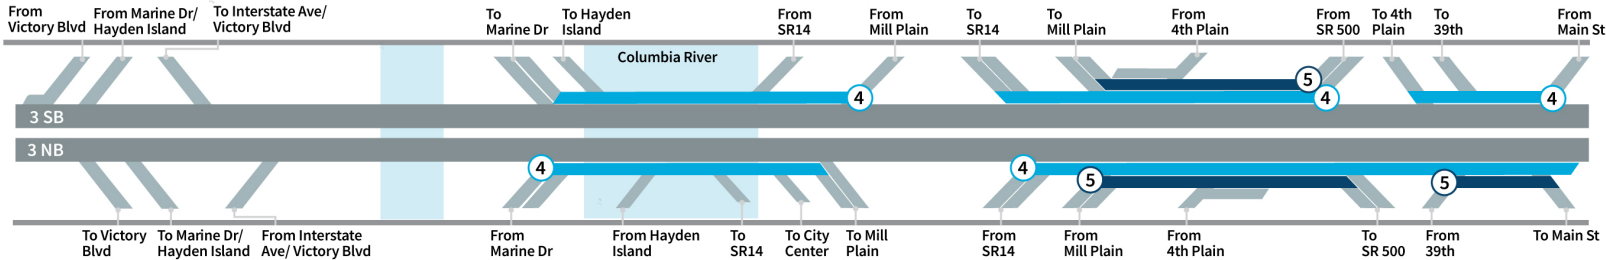 From
Victory Blvd
From Marine Dr/
Hayden Island
To Interstate Ave/
Victory Blvd
To
Marine Dr
To Hayden
Island
From
SR14
From
Mill Plain
To
SR14
To
Mill Plain
From
4th Plain
From
SR 500
To 4th
Plain
To
39th
From
Main St
Columbia River
5
4
4
4
3 SB
3 NB
4
4
5
5
To Victory
Blvd
To Marine Dr/
Hayden Island
From Interstate
Ave/ Victory Blvd
From
Marine Dr
From Hayden
Island
To
SR14
To City
Center
To Mill
Plain
From
SR14
From
Mill Plain
From
4th Plain
To
SR 500
From
39th
To Main St